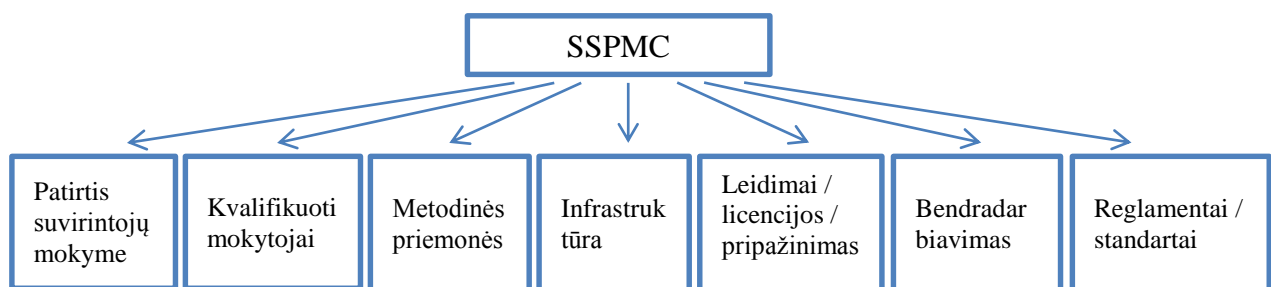 SSPMC
Patirtis
suvirintojų
mokyme
Kvalifikuoti
mokytojai
Metodinės
priemonės
Infrastruk
tūra
Leidimai /
licencijos /
pripažinimas
Bendradar
biavimas
Reglamentai /
standartai